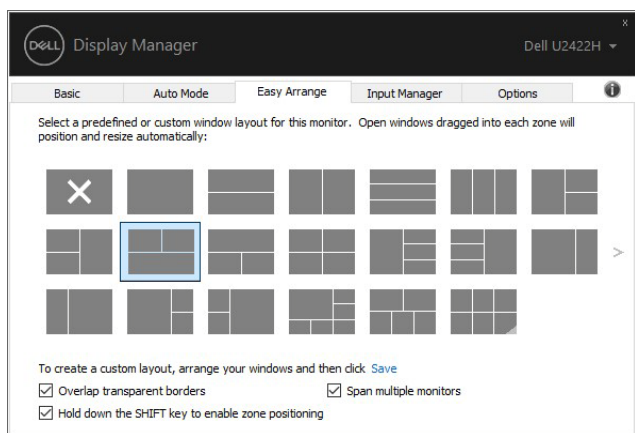 x
DELL Display Manager Dell U2422H
Basic Auto Mode Easy Arrange Input Manager Options i
Select a predefined or custom window layout for this monitor. Open windows dragged into each zone will
position and resize automatically:
>
To create a custom layout, arrange your windows and then click Save
Overlap transparent borders Span multiple monitors
Hold down the SHIFT key to enable zone positioning